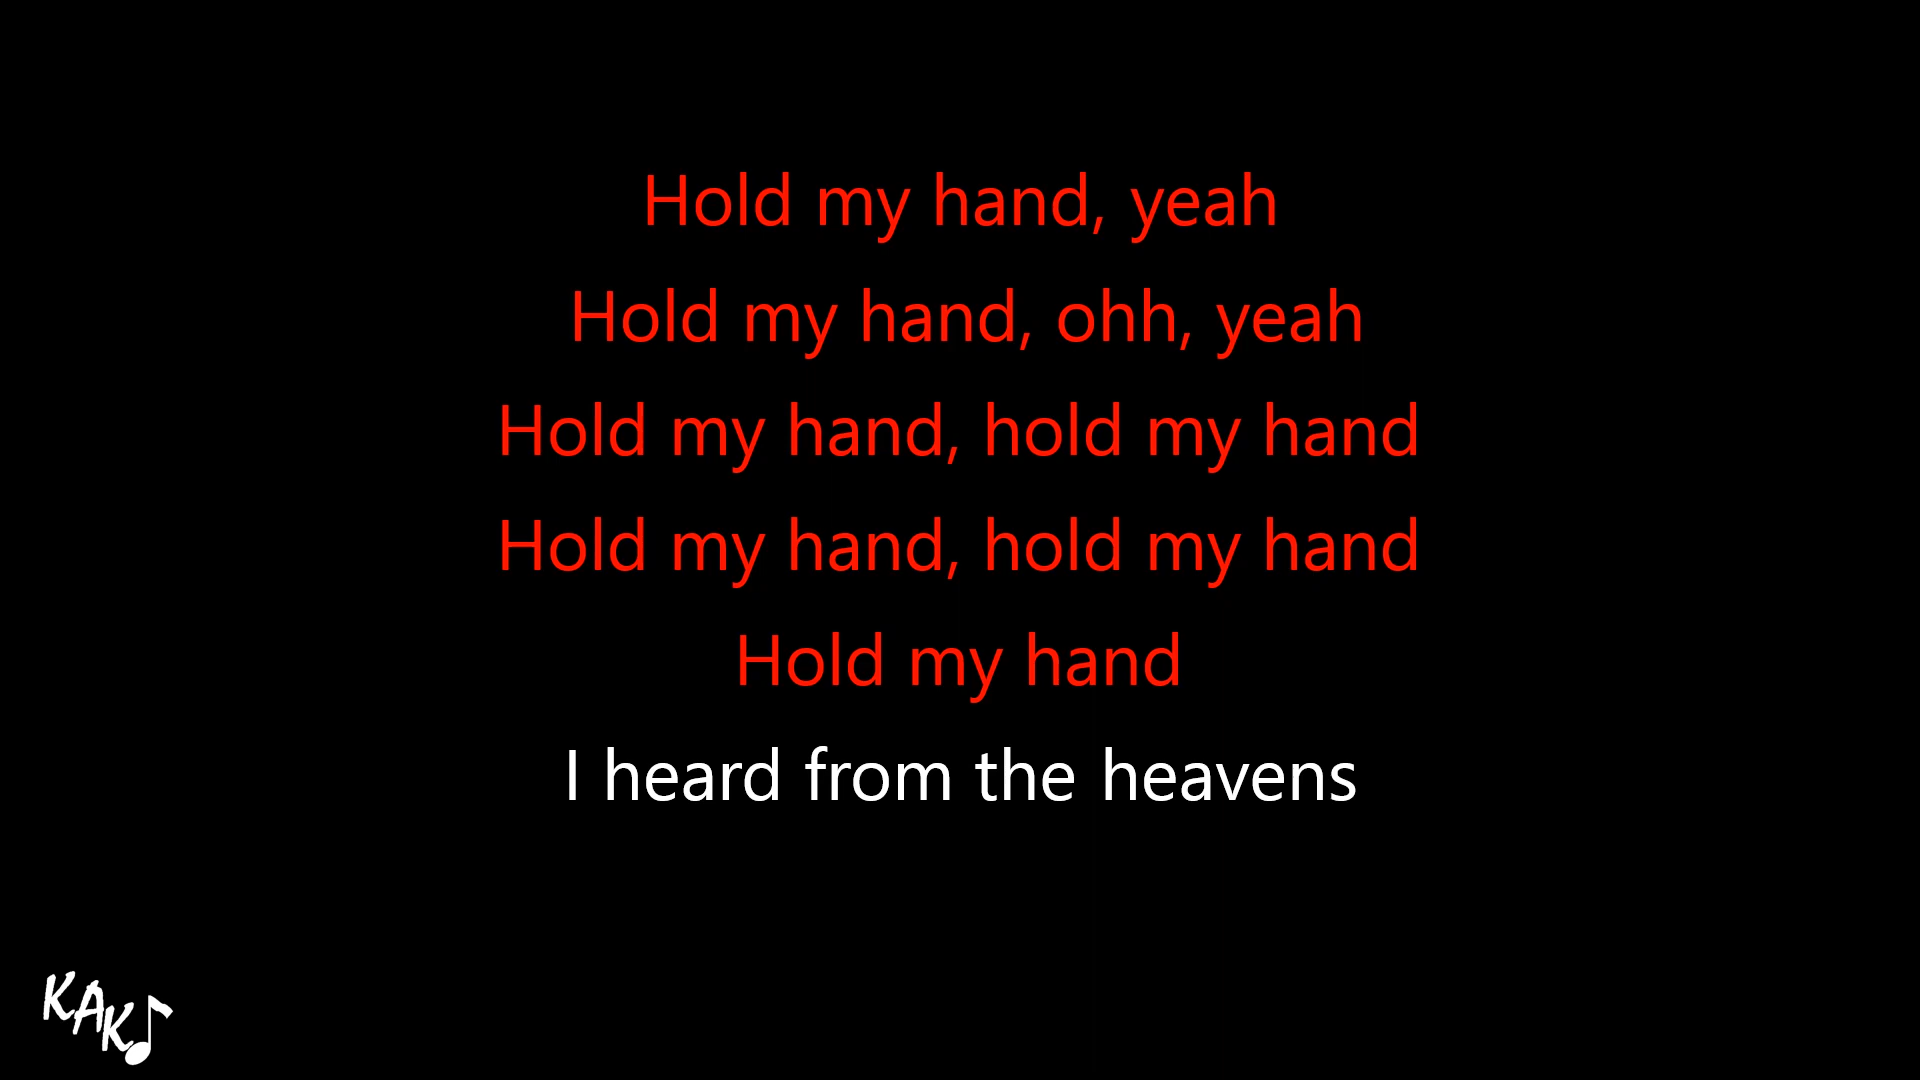 Hold my hand, yeah
Hold my hand, ohh, yeah
Hold my hand, hold my hand
Hold my hand, hold my hand
Hold my hand
I heard from the heavens
KAK